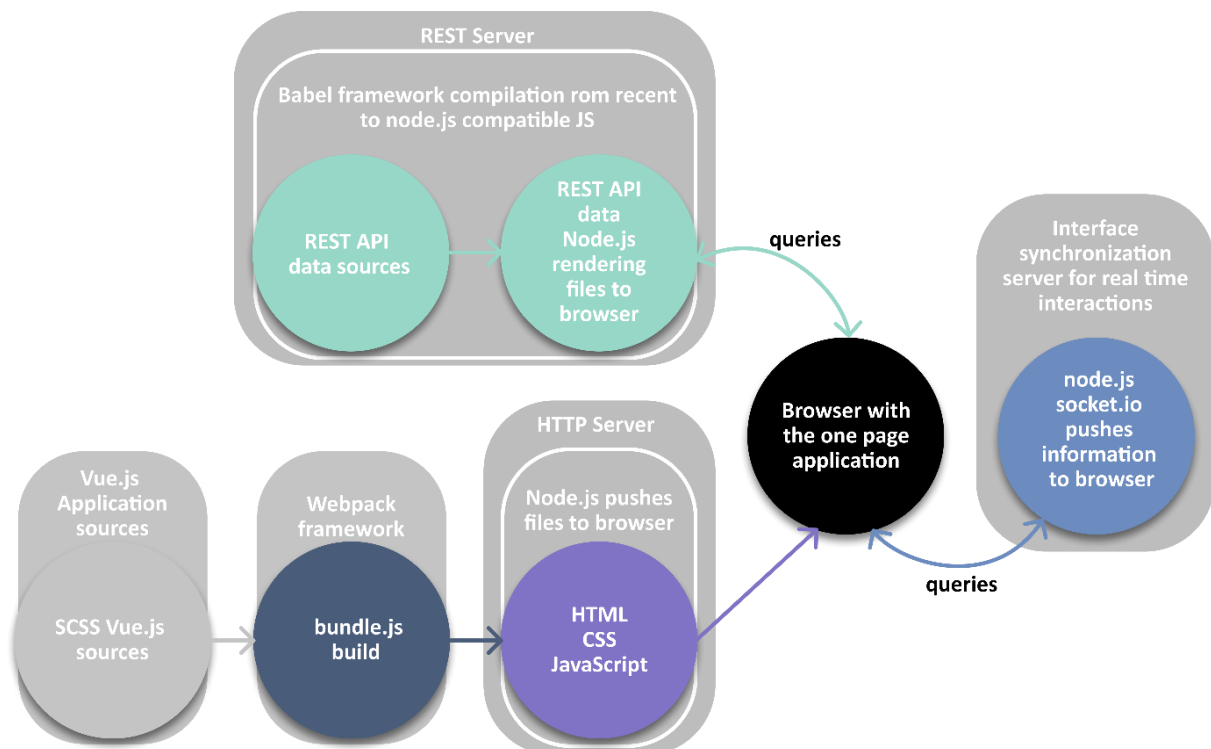 REST Server
Babel framework compilation rom recent
to node.js compatible JS
REST API
data sources
REST API
data
Node.js
rendering
files to
browser
queries
Interface
synchronization
server for real time
interactions
node.js
socket.io
pushes
information
to browser
Browser with
the one page
application
queries
HTTP Server
Node.js pushes
files to browser
HTML
CSS
JavaScript
Webpack
framework
bundle.js
build
Vue.js
Application
sources
SCSS Vue.js
sources